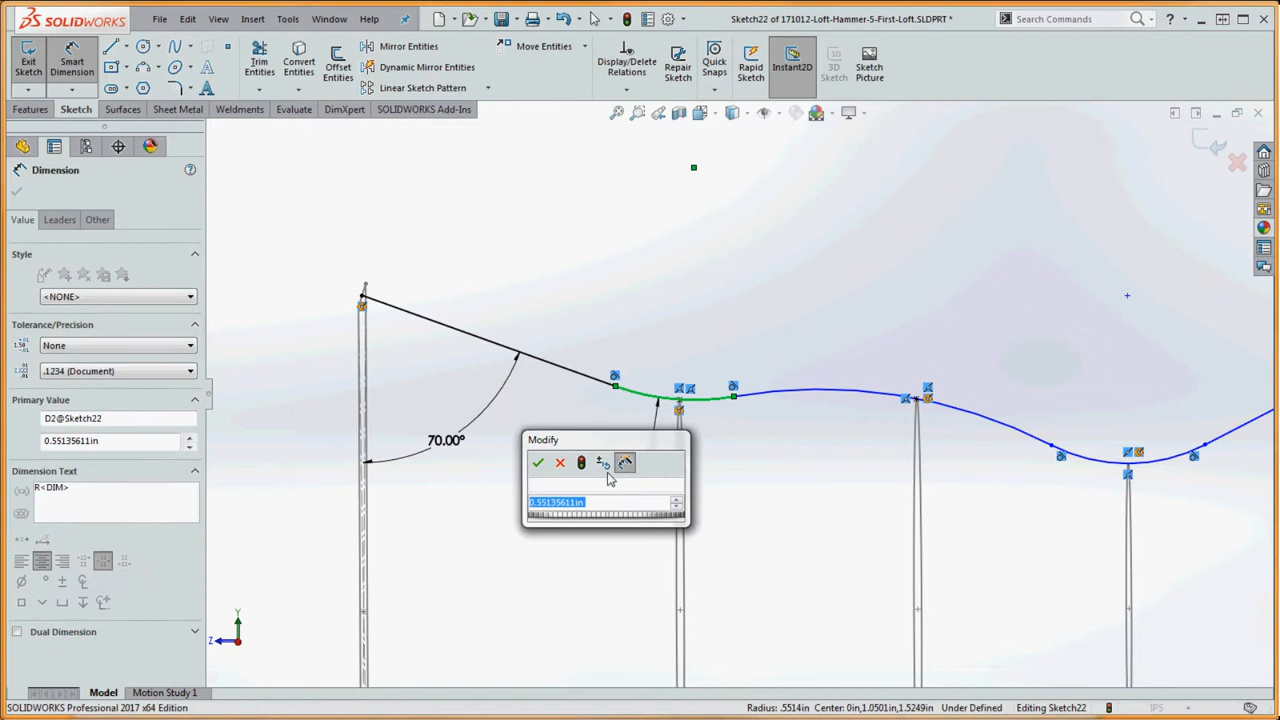 SOLIDWORKS
File Edit View Insert Tools Window Help
Sketch22 of 171012-Loft-Hammer-5-First-Loft.SLDPRT *
Search Commands
Exit Sketch
Smart Dimension
Trim Entities
Convert Entities
Offset Entities
Mirror Entities
Dynamic Mirror Entities
Linear Sketch Pattern
Move Entities
Display/Delete Relations
Repair Sketch
Quick Snaps
Rapid Sketch
Instant2D
3D Sketch
Sketch Picture
Features Sketch Surfaces Sheet Metal Weldments Evaluate DimXpert SOLIDWORKS Add-Ins
Dimension
Value Leaders Other
Style
<NONE>
Tolerance/Precision
None
.1234 (Document)
Primary Value
D2@Sketch22
0.55135611in
Dimension Text
R<DIM>
Dual Dimension
70.00°
Modify
0.55135611in
Y
Z
Model Motion Study 1
SOLIDWORKS Professional 2017 x64 Edition
Radius: .5514in Center: 0in,1.0501in,1.5249in Under Defined Editing Sketch22 IPS